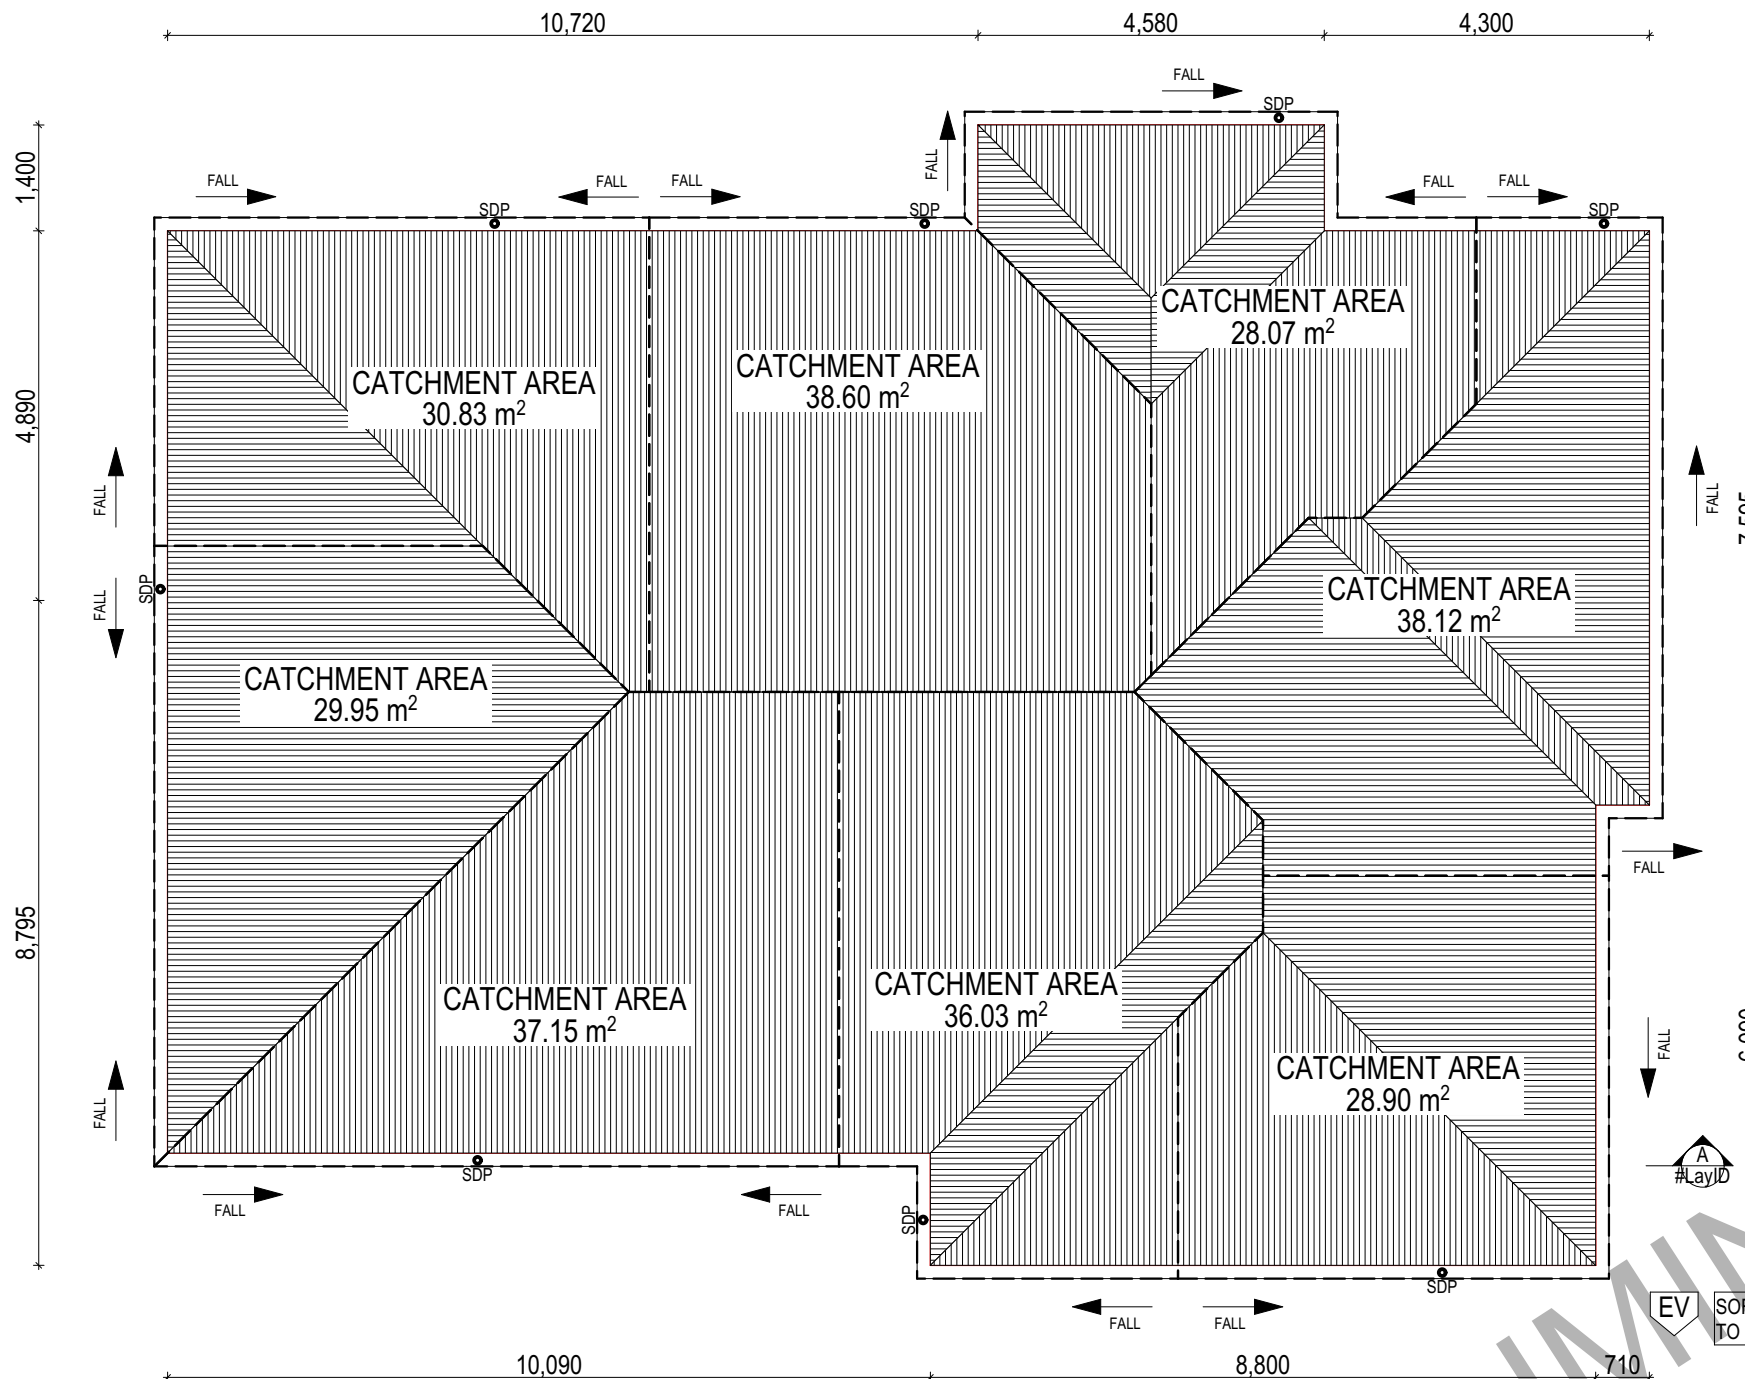 10,720
4,580
4,300
FALL
SDP
1,400
FALL
FALL
FALL
FALL
FALL
FALL
SDP
SDP
SDP
CATCHMENT AREA
28.07 m²
CATCHMENT AREA
38.60 m²
CATCHMENT AREA
30.83 m²
4,890
FALL
FALL
CATCHMENT AREA
38.12 m²
SDP
FALL
CATCHMENT AREA
29.95 m²
FALL
8,795
CATCHMENT AREA
36.03 m²
CATCHMENT AREA
37.15 m²
FALL
CATCHMENT AREA
28.90 m²
FALL
A
#LayID
SDP
FALL
FALL
SDP
SDP
EV
TO
FALL
FALL
10,090
8,800
710